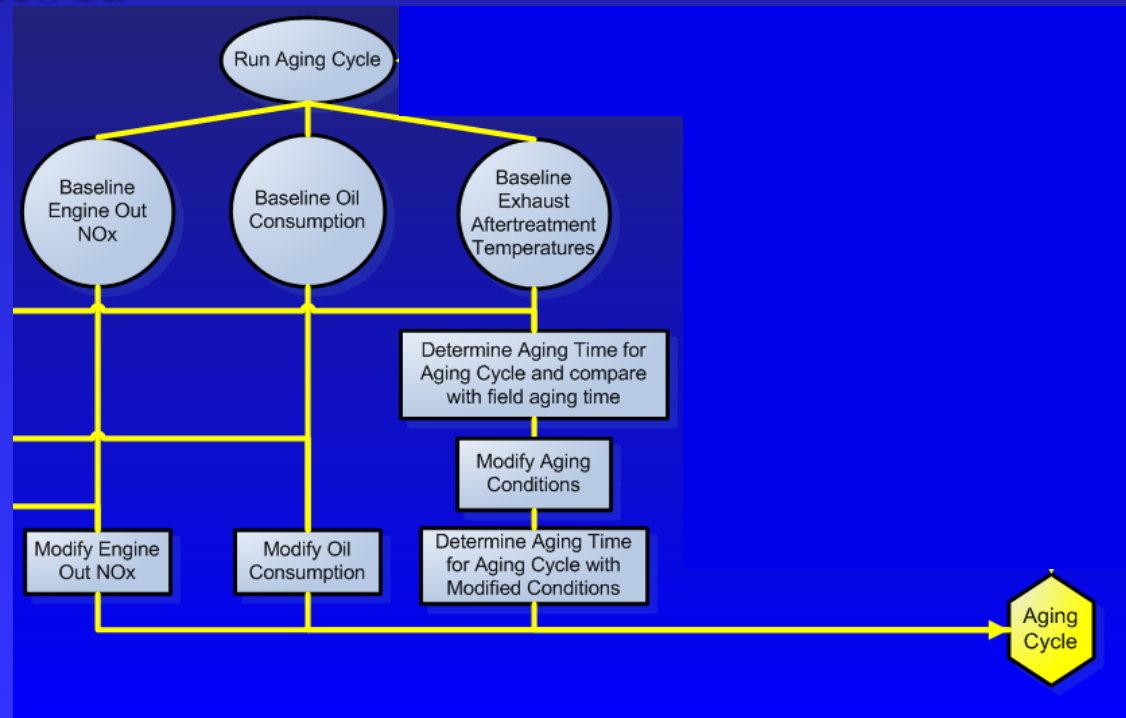 Run Aging Cycle
Baseline
Engine Out
NOx
Baseline Oil
Consumption
Baseline
Exhaust
Aftertreatment
Temperatures
Determine Aging Time for
Aging Cycle and compare
with field aging time
Modify Aging
Conditions
Modify Engine
Out NOx
Modify Oil
Consumption
Determine Aging Time
for Aging Cycle with
Modified Conditions
Aging
Cycle